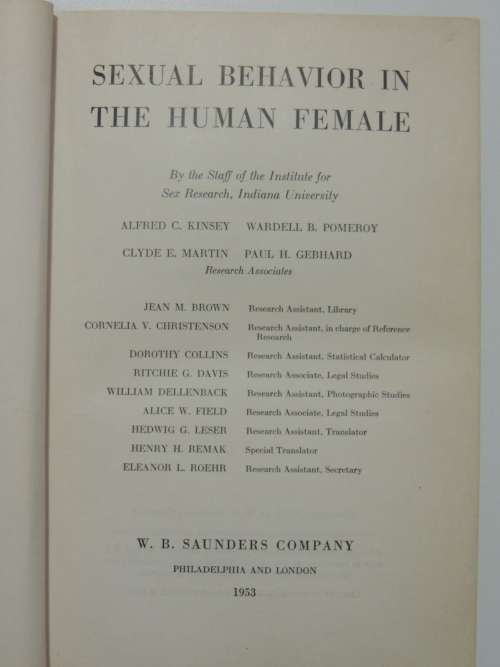 SEXUAL BEHAVIOR IN
THE HUMAN FEMALE
By the Staff of the Institute for
Sex Research, Indiana University
ALFRED C. KINSEY WARDELL B. POMEROY
CLYDE E. MARTIN PAUL H. GEBHARD
Research Associates
JEAN M. BROWN Research Assistant, Library
CORNELIA V. CHRISTENSON Research Assistant, in charge of Reference
Research
DOROTHY COLLINS Research Assistant, Statistical Calculator
RITCHIE G. DAVIS Research Associate, Legal Studies
WILLIAM DELLENBACK Research Assistant, Photographic Studies
ALICE W. FIELD Research Associate, Legal Studies
HEDWIG G. LESER Research Assistant, Translator
HENRY H. REMAK Special Translator
ELEANOR L. ROEHR Research Assistant, Secretary
W. B. SAUNDERS COMPANY
PHILADELPHIA AND LONDON
1953